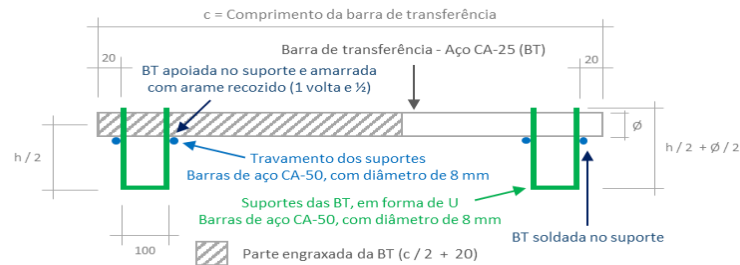 c = Comprimento da barra de transferência
20
Barra de transferência - Aço CA-25 (BT)
20
BT apoiada no suporte e amarrada
com arame recozido (1 volta e ½)
h / 2
Ø
h / 2 + Ø / 2
Travamento dos suportes
Barras de aço CA-50, com diâmetro de 8 mm
Suportes das BT, em forma de U
Barras de aço CA-50, com diâmetro de 8 mm
100
BT soldada no suporte
Parte engraxada da BT (c / 2 + 20)